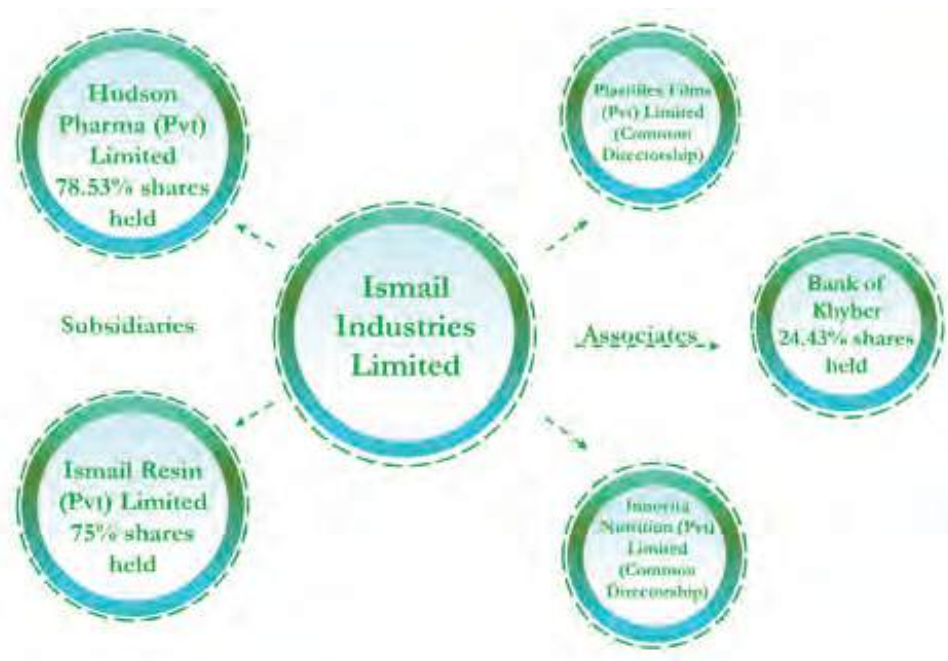 Hudson
Pharma (Pvt)
Limited
78.53% shares
held
Plastiflex Films
(Pvt) Limited
(Common
Directorship)
Ismail
Industries
Limited
Subsidiaries
Associates
Bank of
Khyber
24.43% shares
held
Ismail Resin
(Pvt) Limited
75% shares
held
Nutrition (Pvt)
Limited
(Common
Directorship)